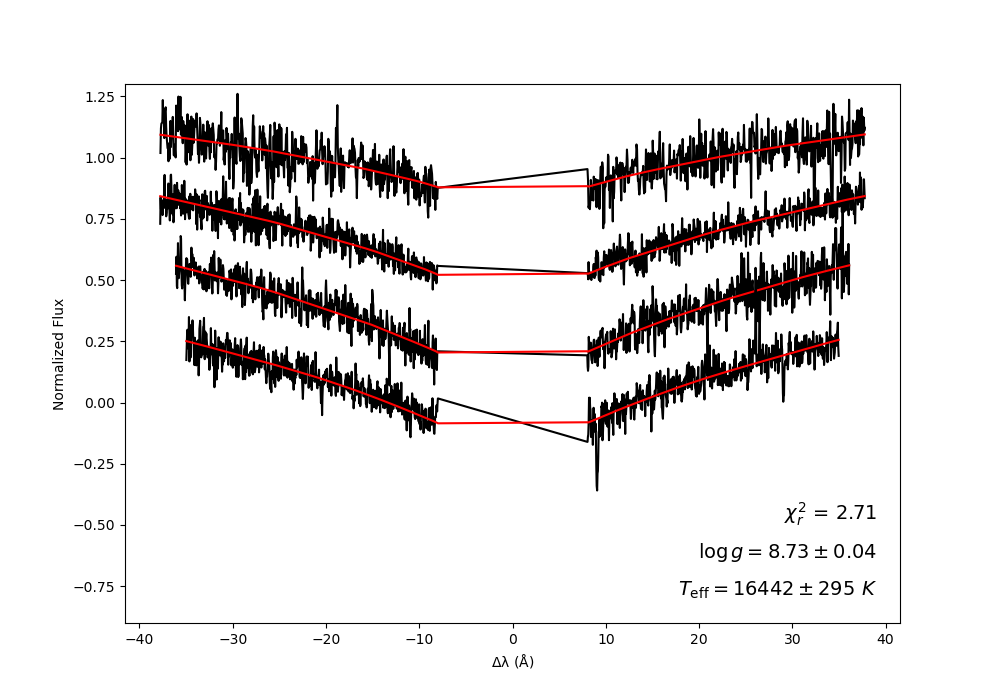 1.25
1.00
0.75
0.50
0.25
0.00
−0.25
−0.50
−0.75
Normalized Flux
χ²ᵣ = 2.71
log g = 8.73 ± 0.04
T_eff = 16442 ± 295 K
−40 −30 −20 −10 0 10 20 30 40
Δλ (Å)